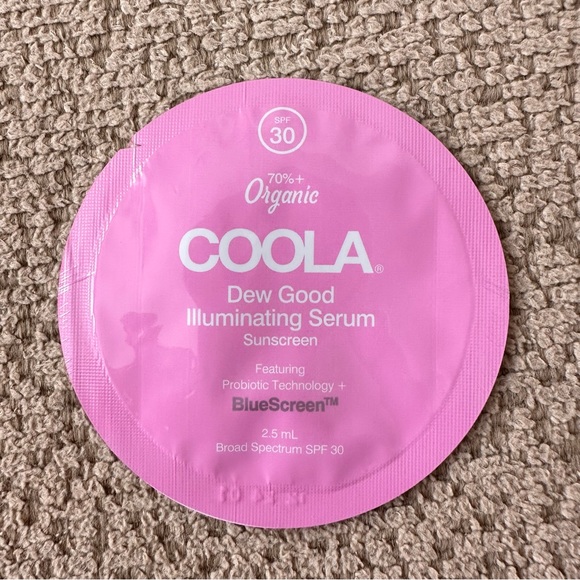 SPF
30
70%+
Organic
COOLA®
Dew Good
Illuminating Serum
Sunscreen
Featuring
Probiotic Technology +
BlueScreen™
2.5 mL
Broad Spectrum SPF 30